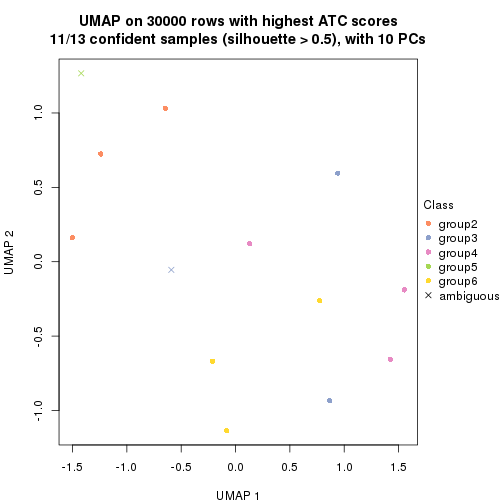 UMAP on 30000 rows with highest ATC scores
11/13 confident samples (silhouette > 0.5), with 10 PCs
1.0
0.5
0.0
-0.5
-1.0
UMAP 2
-1.5 -1.0 -0.5 0.0 0.5 1.0 1.5
UMAP 1
Class
group2
group3
group4
group5
group6
ambiguous